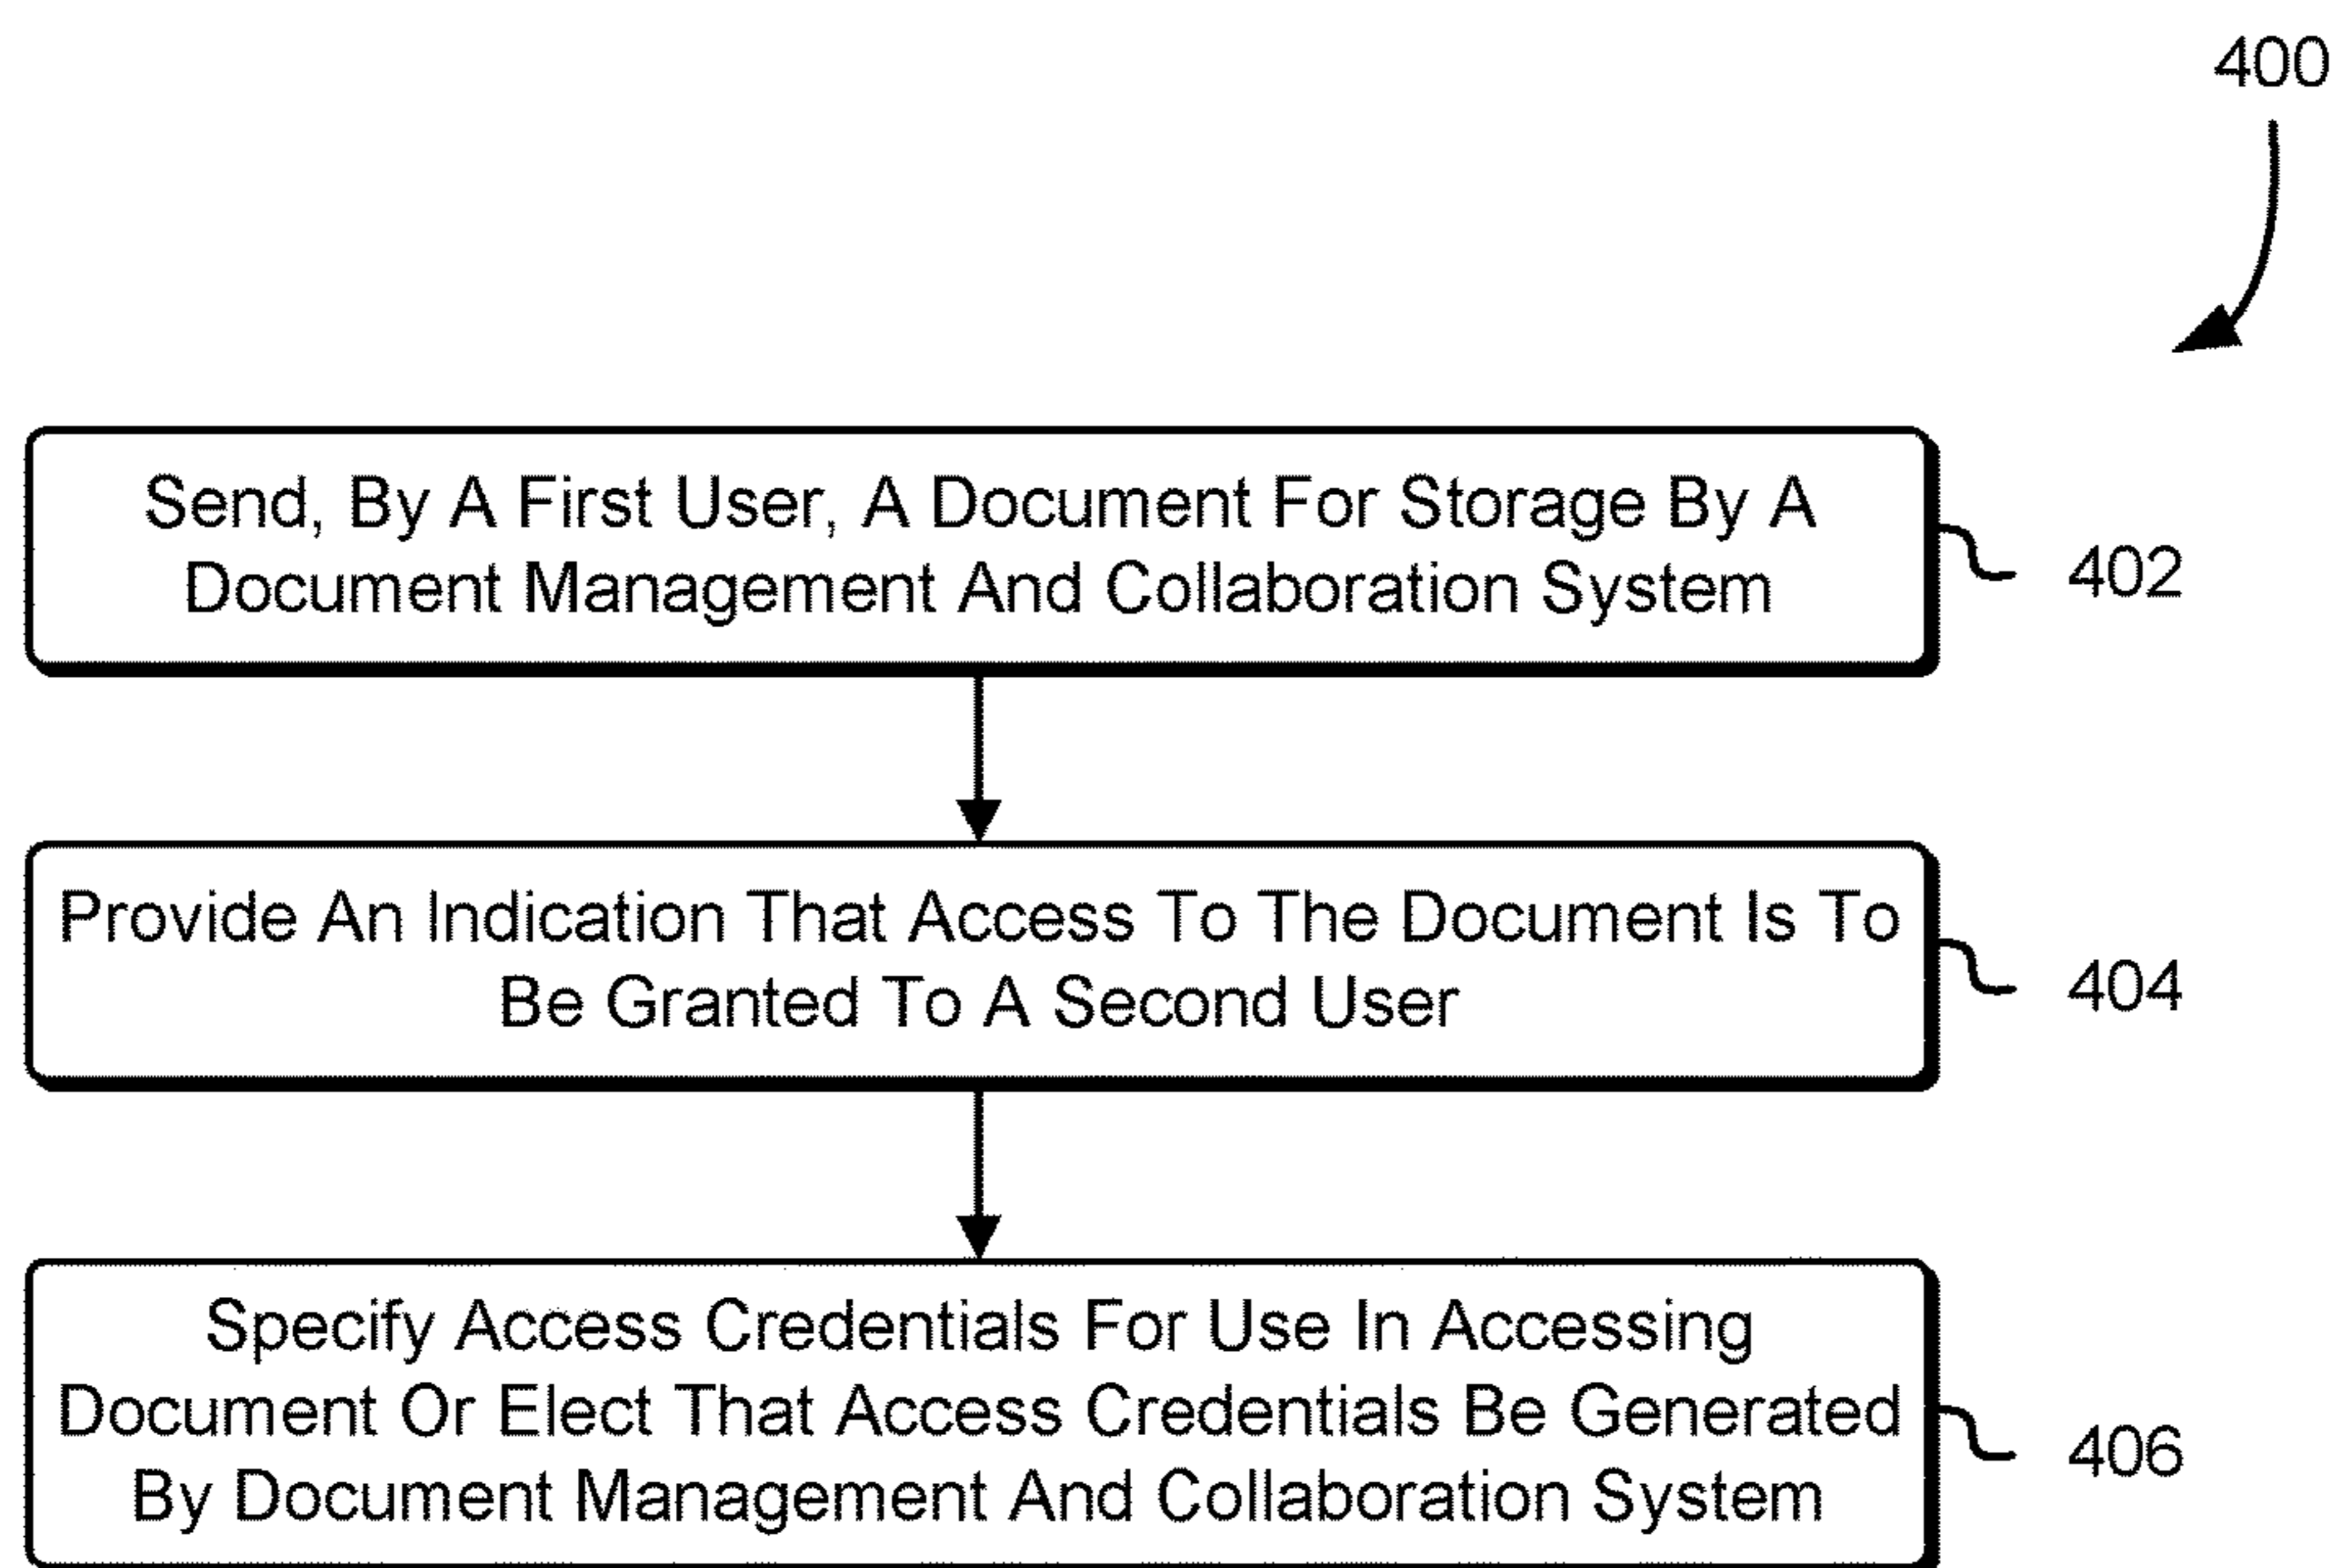 400
Send, By A First User, A Document For Storage By A
Document Management And Collaboration System
402
Provide An Indication That Access To The Document Is To
Be Granted To A Second User
404
Specify Access Credentials For Use In Accessing
Document Or Elect That Access Credentials Be Generated
By Document Management And Collaboration System
406